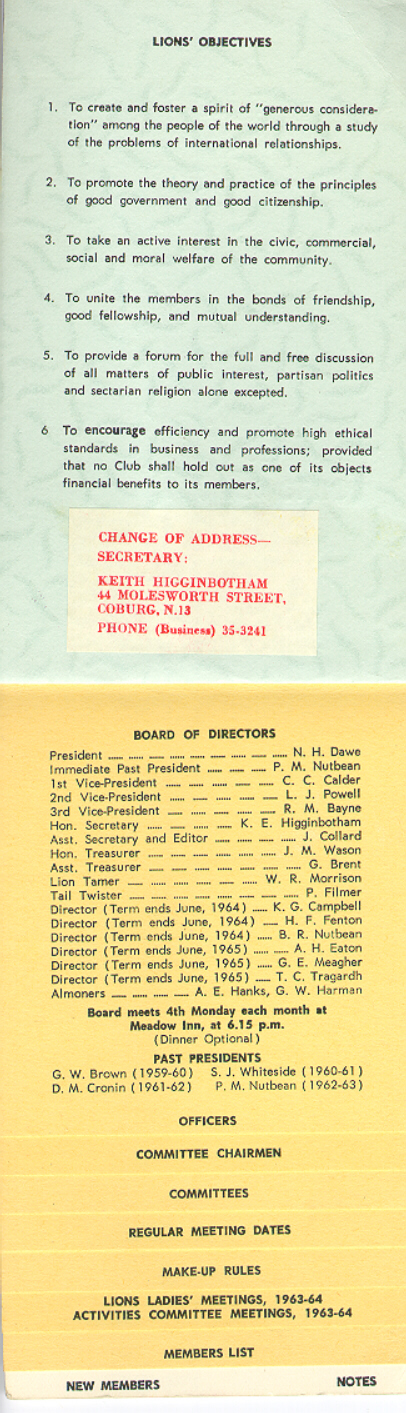 LIONS' OBJECTIVES
1. To create and foster a spirit of "generous considera-
tion" among the people of the world through a study
of the problems of international relationships.
2. To promote the theory and practice of the principles
of good government and good citizenship.
3. To take an active interest in the civic, commercial,
social and moral welfare of the community.
4. To unite the members in the bonds of friendship,
good fellowship, and mutual understanding.
5. To provide a forum for the full and free discussion
of all matters of public interest, partisan politics
and sectarian religion alone excepted.
6 To encourage efficiency and promote high ethical
standards in business and professions; provided
that no Club shall hold out as one of its objects
financial benefits to its members.
CHANGE OF ADDRESS—
SECRETARY:
KEITH HIGGINBOTHAM
44 MOLESWORTH STREET,
COBURG, N.13
PHONE (Business) 35-3241
BOARD OF DIRECTORS
President ...... N. H. Dawe
Immediate Past President ...... P. M. Nutbean
1st Vice-President ...... C. C. Calder
2nd Vice-President ...... L. J. Powell
3rd Vice-President ...... R. M. Bayne
Hon. Secretary ...... K. E. Higginbotham
Asst. Secretary and Editor ...... J. Collard
Hon. Treasurer ...... J. M. Wason
Asst. Treasurer ...... G. Brent
Lion Tamer ...... W. R. Morrison
Tail Twister ...... P. Filmer
Director (Term ends June, 1964) ...... K. G. Campbell
Director (Term ends June, 1964) ...... H. F. Fenton
Director (Term ends June, 1964) ...... B. R. Nutbean
Director (Term ends June, 1965) ...... A. H. Eaton
Director (Term ends June, 1965) ...... G. E. Meagher
Director (Term ends June, 1965) ...... T. C. Tragardh
Almoners ...... A. E. Hanks, G. W. Harman
Board meets 4th Monday each month at
Meadow Inn, at 6.15 p.m.
(Dinner Optional)
PAST PRESIDENTS
G. W. Brown (1959-60) S. J. Whiteside (1960-61)
D. M. Cronin (1961-62) P. M. Nutbean (1962-63)
OFFICERS
COMMITTEE CHAIRMEN
COMMITTEES
REGULAR MEETING DATES
MAKE-UP RULES
LIONS LADIES' MEETINGS, 1963-64
ACTIVITIES COMMITTEE MEETINGS, 1963-64
MEMBERS LIST
NEW MEMBERS NOTES